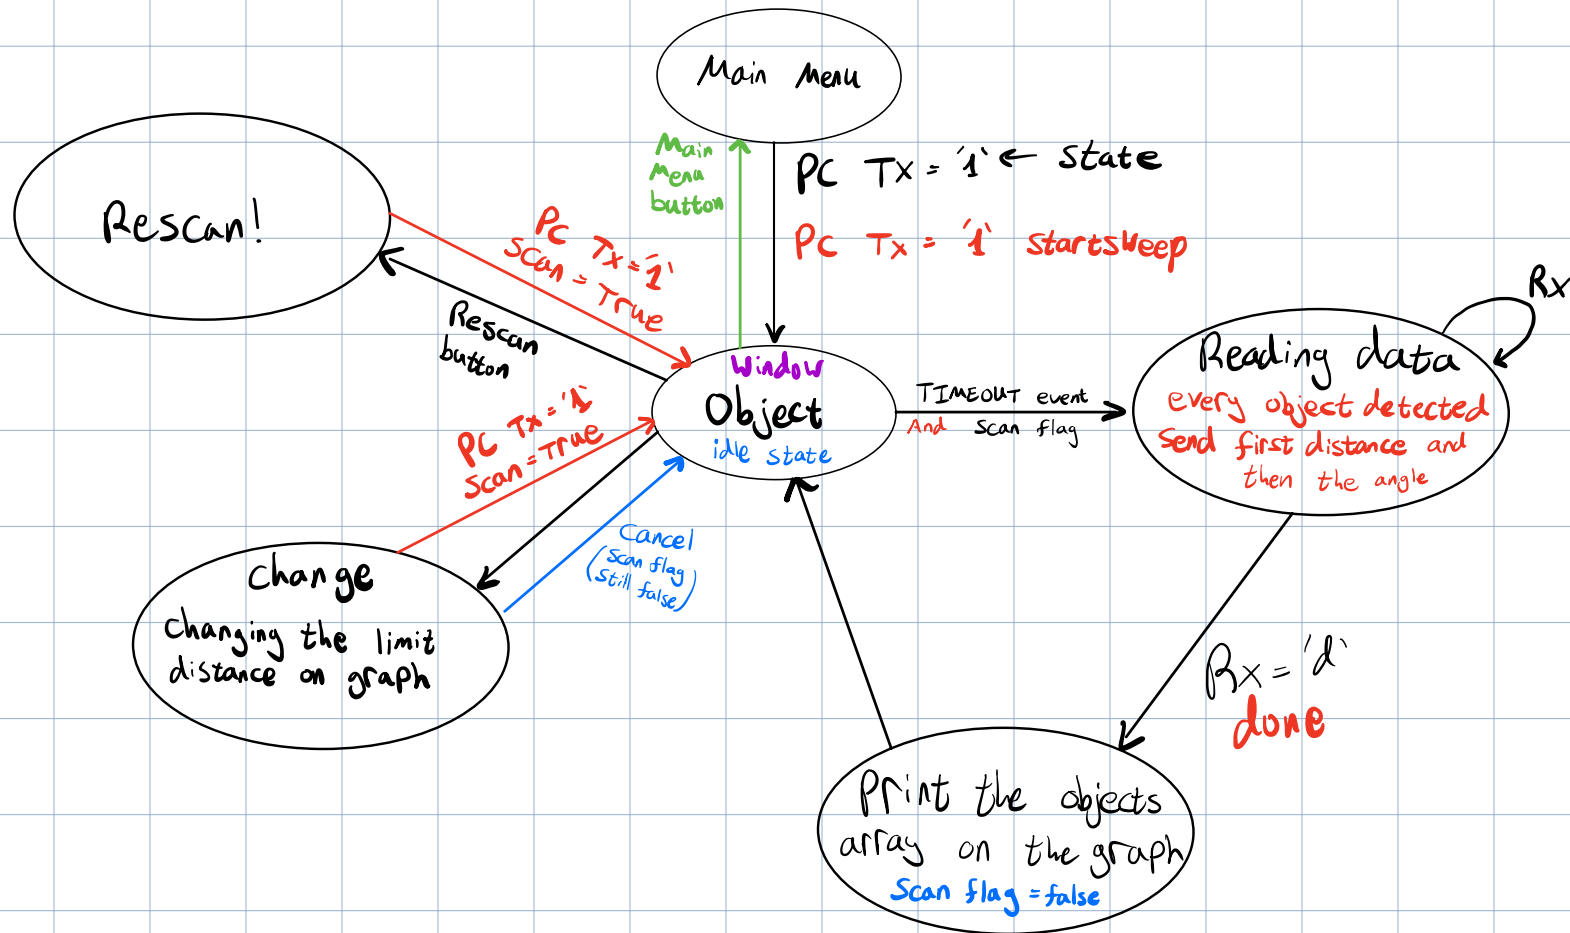 Main Menu
Main
Menu
button
PC Tx = '1' ← state
PC Tx = '1' startsweep
Rescan!
PC Tx='1'
Scan = True
Rescan
button
Window
Object
idle state
TIMEOUT event
And scan flag
Rx
Reading data
every object detected
Send first distance and
then the angle
PC Tx='1'
Scan=True
Cancel
(scan flag
still false)
Change
Changing the limit
distance on graph
Rx = 'd'
done
Print the objects
array on the graph
Scan flag = false